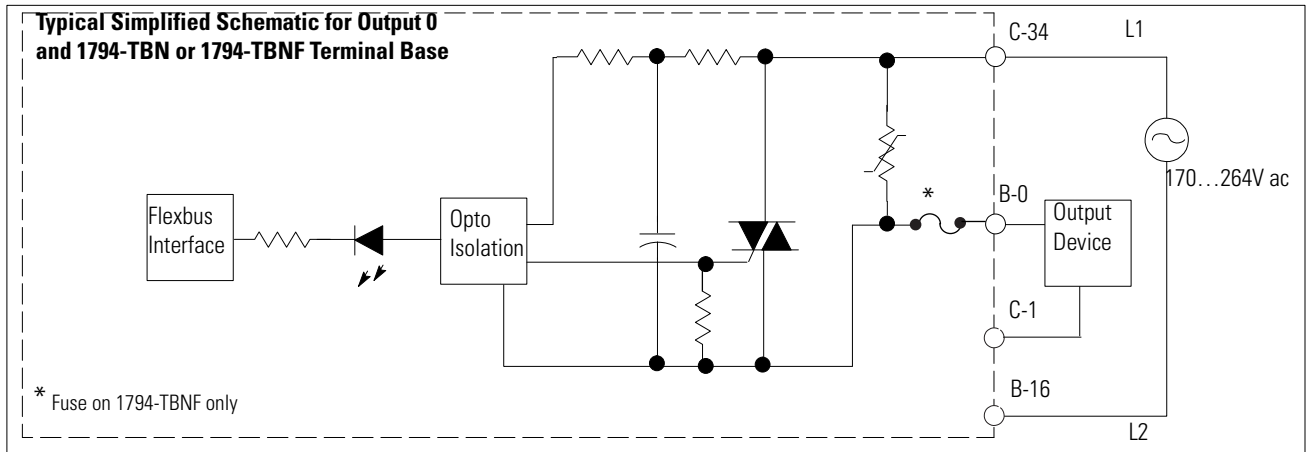 Typical Simplified Schematic for Output 0
and 1794-TBN or 1794-TBNF Terminal Base
C-34
L1
170…264V ac
*
B-0
Output
Device
Flexbus
Interface
Opto
Isolation
C-1
B-16
* Fuse on 1794-TBNF only
L2